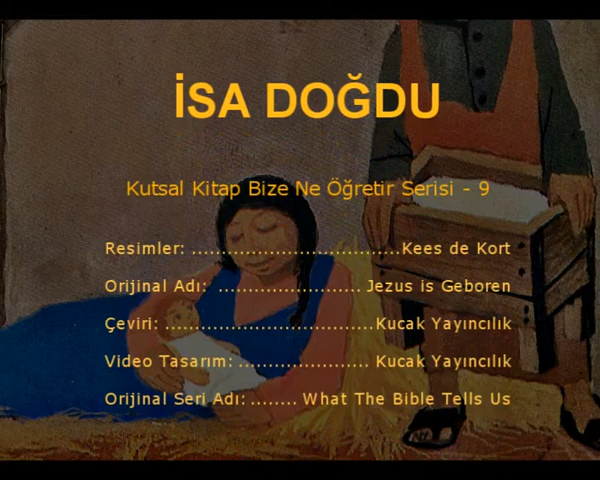 İSA DOĞDU
Kutsal Kitap Bize Ne Öğretir Serisi - 9
Resimler: ..................................Kees de Kort
Orijinal Adı: ....................... Jezus is Geboren
Çeviri: ..................................Kucak Yayıncılık
Video Tasarım: ..................... Kucak Yayıncılık
Orijinal Seri Adı: ........ What The Bible Tells Us